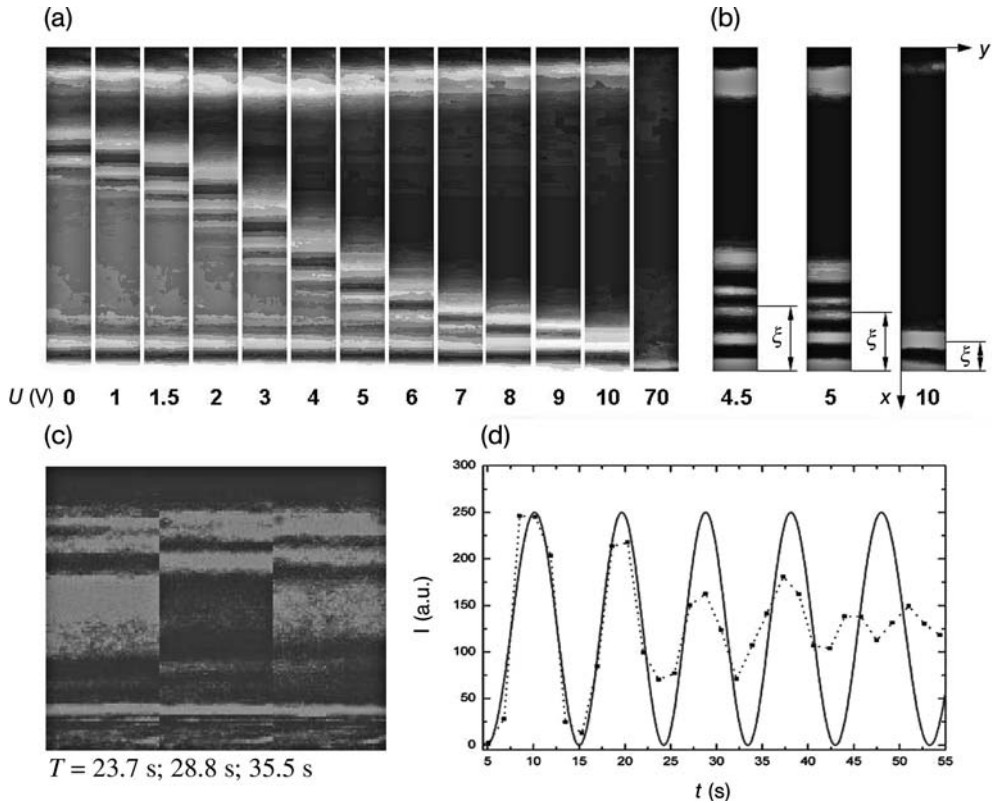 (a)
(b)
y
ξ
ξ
ξ
U (V) 0 1 1.5 2 3 4 5 6 7 8 9 10 70
4.5 5 x 10
(c)
(d)
T = 23.7 s; 28.8 s; 35.5 s
I (a.u.)
300
250
200
150
100
50
0
5 10 15 20 25 30 35 40 45 50 55
t (s)